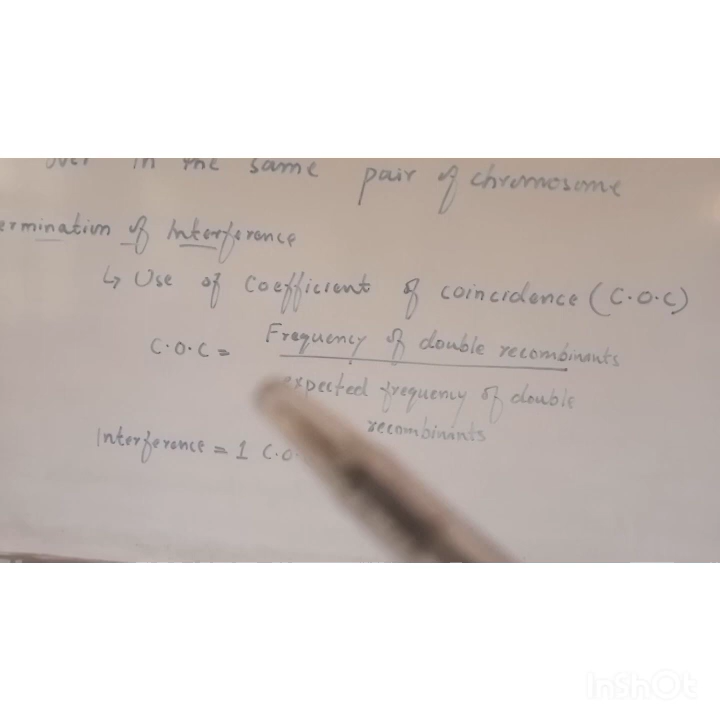 over in the same pair of chromosome
ermination of Interference
↳ Use of coefficient of coincidence (C.O.C)
C.O.C = Frequency of double recombinants
expected frequency of double
recombinants
Interference = 1 C.O.
InShOt